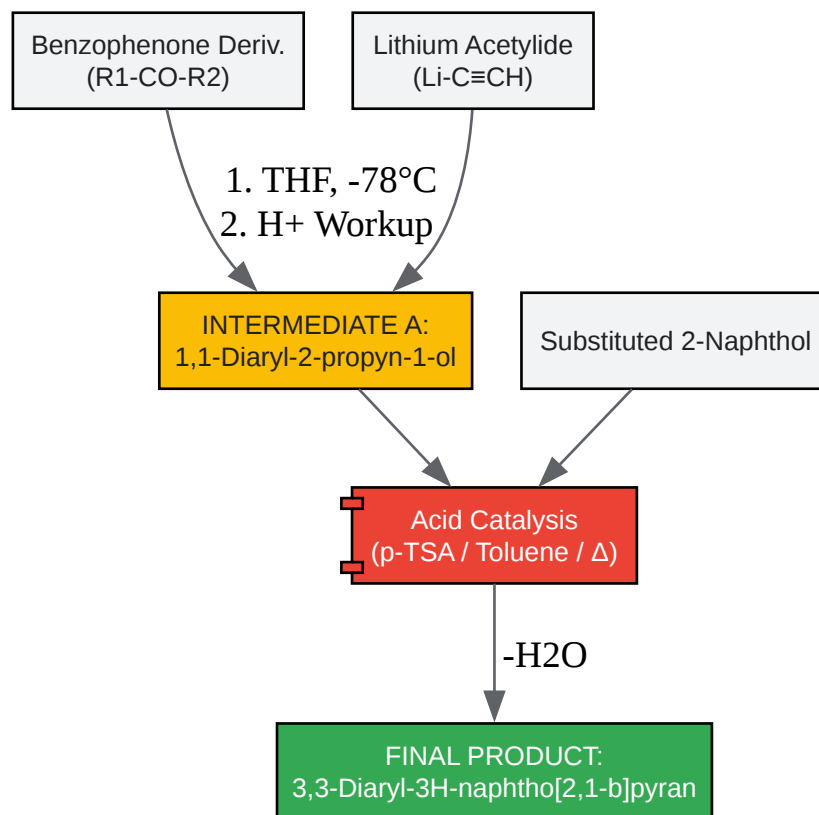 Benzophenone Deriv.
(R1-CO-R2)
Lithium Acetylide
(Li-C≡CH)
1. THF, -78°C
2. H+ Workup
INTERMEDIATE A:
1,1-Diaryl-2-propyn-1-ol
Substituted 2-Naphthol
Acid Catalysis
(p-TSA / Toluene / Δ)
-H2O
FINAL PRODUCT:
3,3-Diaryl-3H-naphtho[2,1-b]pyran